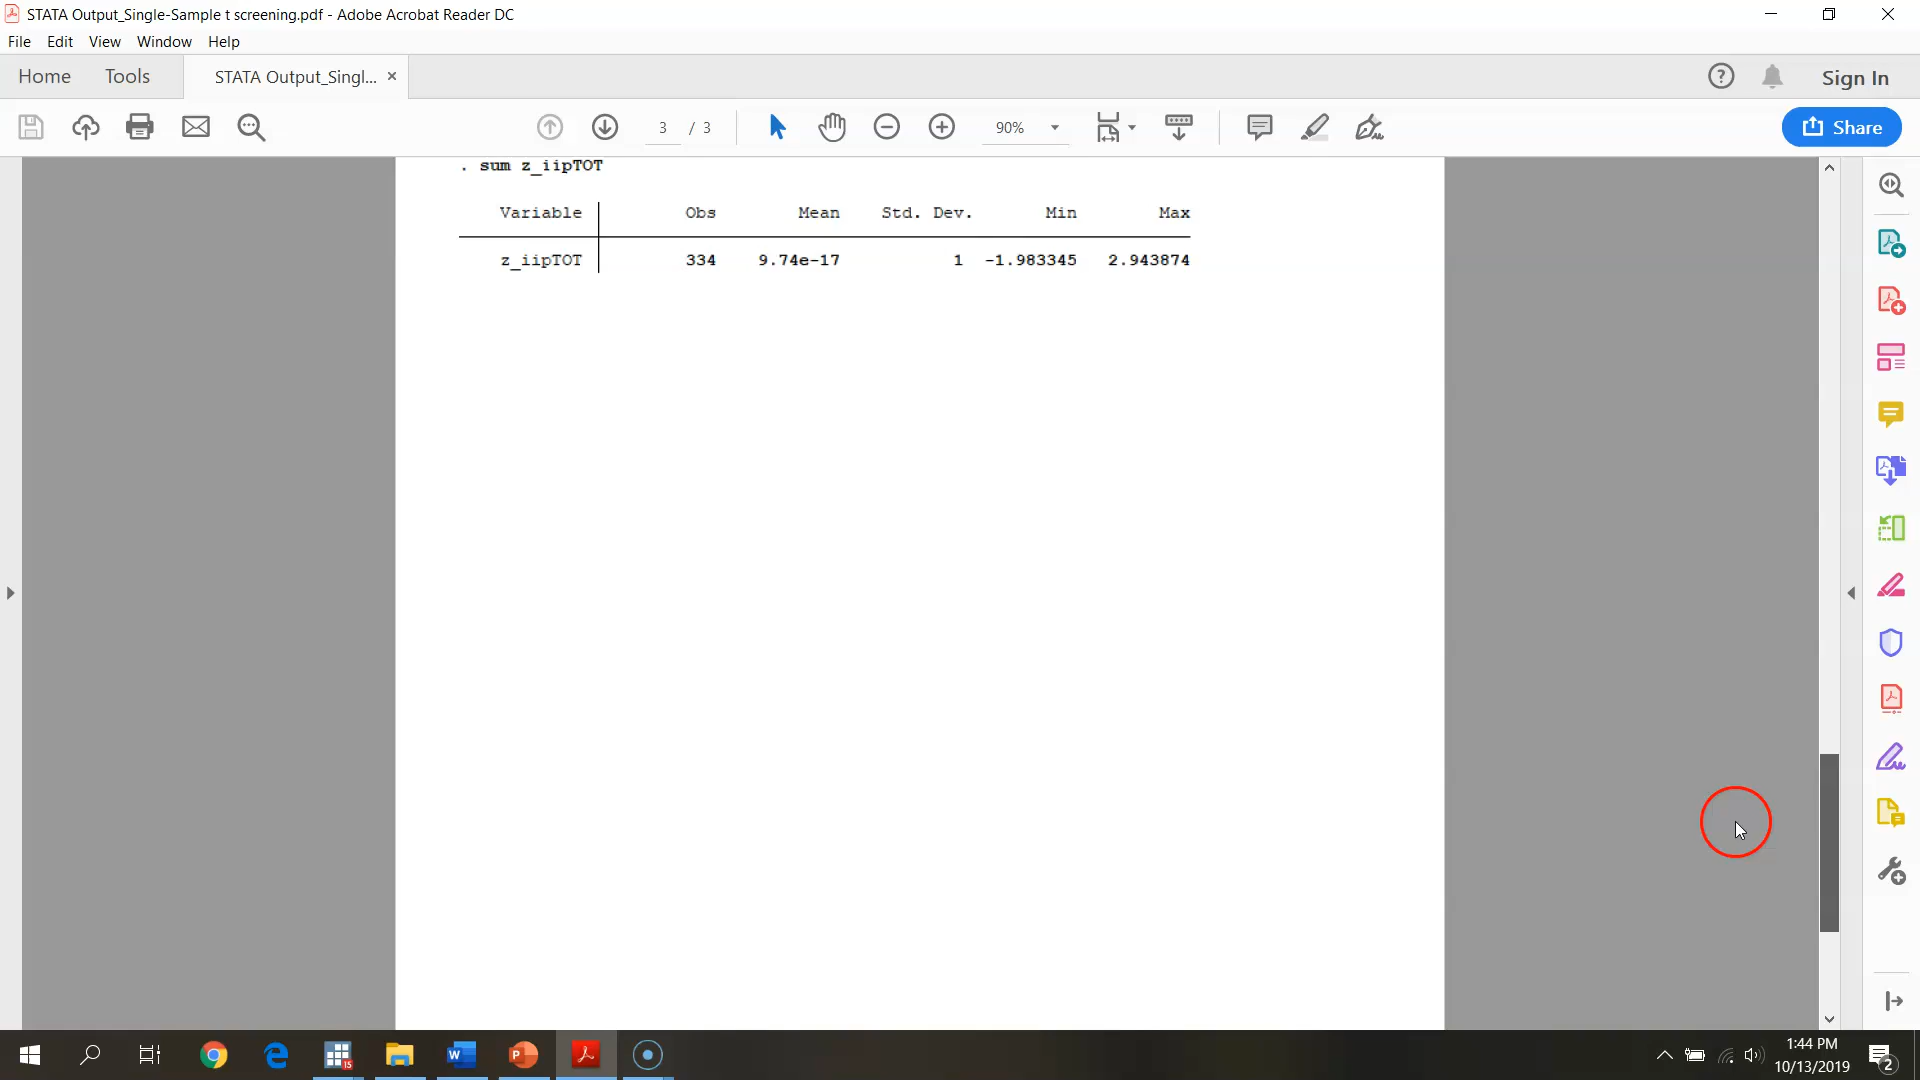 STATA Output_Single-Sample t screening.pdf - Adobe Acrobat Reader DC
File Edit View Window Help
Home Tools STATA Output_Singl... × Sign In
3 / 3 90% Share
. sum z_iipTOT
Variable Obs Mean Std. Dev. Min Max
z_iipTOT 334 9.74e-17 1 -1.983345 2.943874
1:44 PM
10/13/2019
2
15